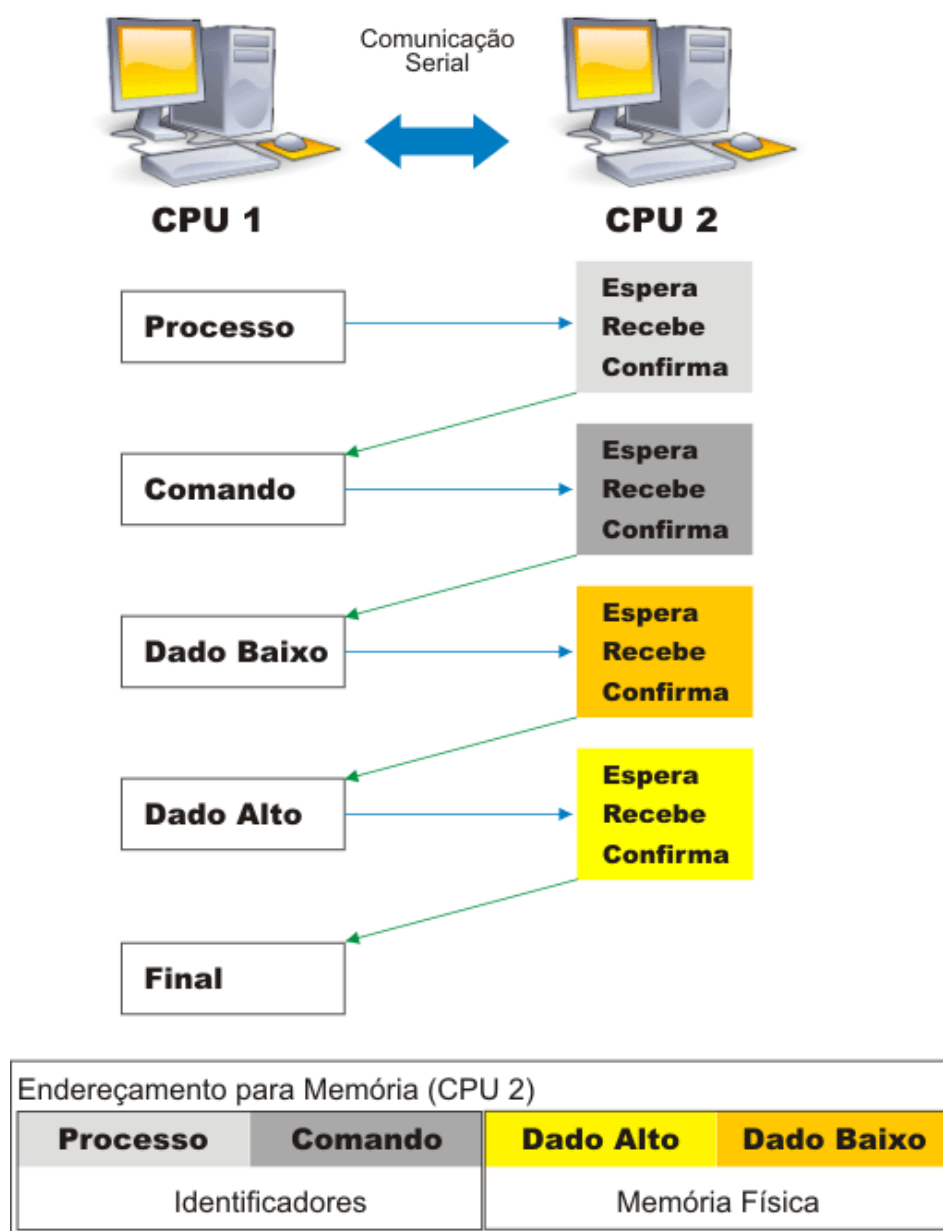 Comunicação
Serial
CPU 1
CPU 2
Processo
Espera
Recebe
Confirma
Comando
Espera
Recebe
Confirma
Dado Baixo
Espera
Recebe
Confirma
Dado Alto
Espera
Recebe
Confirma
Final
Endereçamento para Memória (CPU 2)
Processo Comando Dado Alto Dado Baixo
Identificadores Memória Física